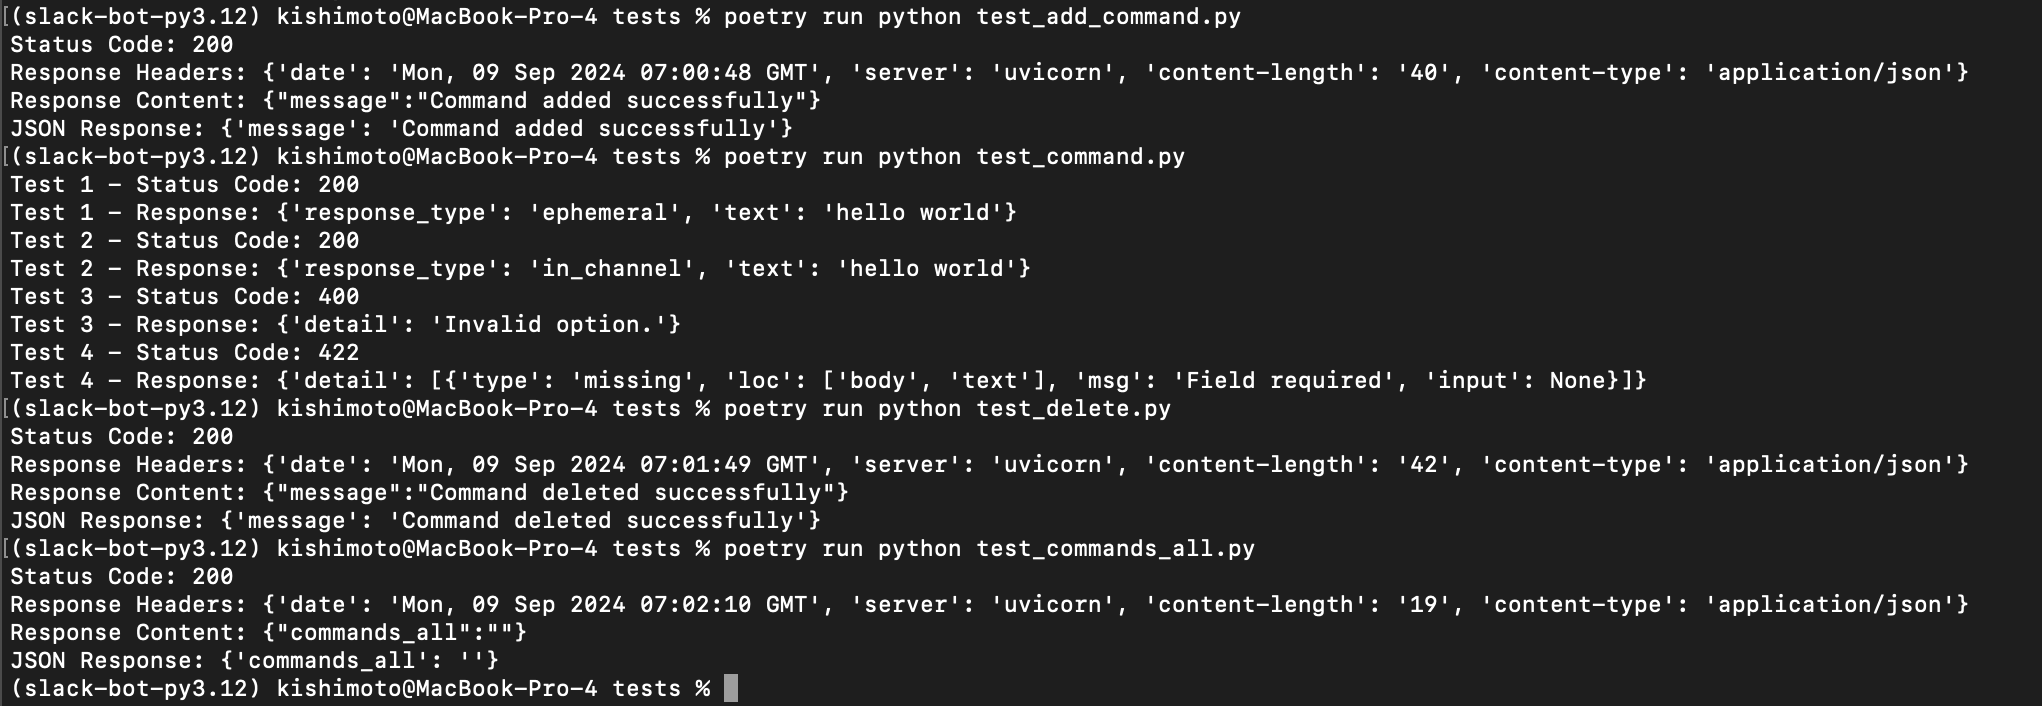 [(slack-bot-py3.12) kishimoto@MacBook-Pro-4 tests % poetry run python test_add_command.py
Status Code: 200
Response Headers: {'date': 'Mon, 09 Sep 2024 07:00:48 GMT', 'server': 'uvicorn', 'content-length': '40', 'content-type': 'application/json'}
Response Content: {"message":"Command added successfully"}
JSON Response: {'message': 'Command added successfully'}
[(slack-bot-py3.12) kishimoto@MacBook-Pro-4 tests % poetry run python test_command.py
Test 1 - Status Code: 200
Test 1 - Response: {'response_type': 'ephemeral', 'text': 'hello world'}
Test 2 - Status Code: 200
Test 2 - Response: {'response_type': 'in_channel', 'text': 'hello world'}
Test 3 - Status Code: 400
Test 3 - Response: {'detail': 'Invalid option.'}
Test 4 - Status Code: 422
Test 4 - Response: {'detail': [{'type': 'missing', 'loc': ['body', 'text'], 'msg': 'Field required', 'input': None}]}
[(slack-bot-py3.12) kishimoto@MacBook-Pro-4 tests % poetry run python test_delete.py
Status Code: 200
Response Headers: {'date': 'Mon, 09 Sep 2024 07:01:49 GMT', 'server': 'uvicorn', 'content-length': '42', 'content-type': 'application/json'}
Response Content: {"message":"Command deleted successfully"}
JSON Response: {'message': 'Command deleted successfully'}
[(slack-bot-py3.12) kishimoto@MacBook-Pro-4 tests % poetry run python test_commands_all.py
Status Code: 200
Response Headers: {'date': 'Mon, 09 Sep 2024 07:02:10 GMT', 'server': 'uvicorn', 'content-length': '19', 'content-type': 'application/json'}
Response Content: {"commands_all":""}
JSON Response: {'commands_all': ''}
(slack-bot-py3.12) kishimoto@MacBook-Pro-4 tests %